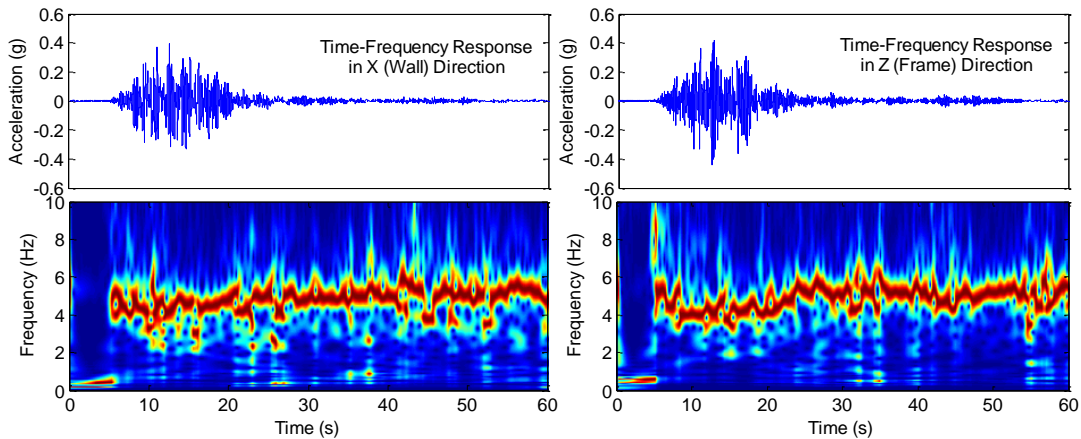 0.6
0.4
0.2
0
-0.2
-0.4
-0.6
Acceleration (g)
Time-Frequency Response
in X (Wall) Direction
0.6
0.4
0.2
0
-0.2
-0.4
-0.6
Acceleration (g)
Time-Frequency Response
in Z (Frame) Direction
10
8
6
4
2
0
Frequency (Hz)
0 10 20 30 40 50 60
Time (s)
10
8
6
4
2
0
Frequency (Hz)
0 10 20 30 40 50 60
Time (s)